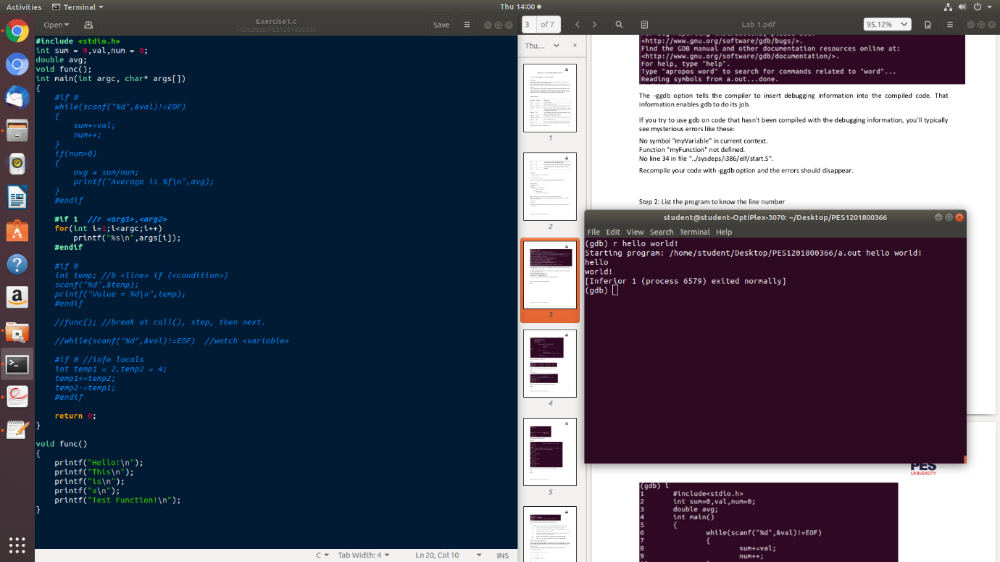 Activities Terminal Thu 14:00
Open Exercise1.c ~/Desktop/PES1201800366 Save
#include <stdio.h>
int sum = 0,val,num = 0;
double avg;
void func();
int main(int argc, char* args[])
{
#if 0
while(scanf("%d",&val)!=EOF)
{
sum+=val;
num++;
}
if(num>0)
{
avg = sum/num;
printf("Average is %f\n",avg);
}
#endif
#if 1 //r <arg1>,<arg2>
for(int i=1;i<argc;i++)
printf("%s\n",args[i]);
#endif
#if 0
int temp; //b <line> if (<condition>)
scanf("%d",&temp);
printf("Value = %d\n",temp);
#endif
//func(); //break at call(), step, then next.
//while(scanf("%d",&val)!=EOF) //watch <variable>
#if 0 //info locals
int temp1 = 2,temp2 = 4;
temp1+=temp2;
temp2-=temp1;
#endif
return 0;
}
void func()
{
printf("Hello!\n");
printf("This\n");
printf("is\n");
printf("a\n");
printf("Test Function!\n");
}
C Tab Width: 4 Ln 20, Col 10 INS
3 of 7 Lab 1.pdf 95.12%
Thu...
1
2
3
4
5
<http://www.gnu.org/software/gdb/bugs/>.
Find the GDB manual and other documentation resources online at:
<http://www.gnu.org/software/gdb/documentation/>.
For help, type "help".
Type "apropos word" to search for commands related to "word"...
Reading symbols from a.out...done.
The -ggdb option tells the compiler to insert debugging information into the compiled code. That
information enables gdb to do its job.
If you try to use gdb on code that hasn't been compiled with the debugging information, you'll typically
see mysterious errors like these:
No symbol "myVariable" in current context.
Function "myFunction" not defined.
No line 34 in file "../sysdeps/i386/elf/start.S".
Recompile your code with -ggdb option and the errors should disappear.
Step 2: List the program to know the line number
student@student-OptiPlex-3070: ~/Desktop/PES1201800366
File Edit View Search Terminal Help
(gdb) r hello world!
Starting program: /home/student/Desktop/PES1201800366/a.out hello world!
hello
world!
[Inferior 1 (process 6579) exited normally]
(gdb)
PES
UNIVERSITY
(gdb) l
1 #include<stdio.h>
2 int sum=0,val,num=0;
3 double avg;
4 int main()
5 {
6 while(scanf("%d",&val)!=EOF)
7 {
8 sum+=val;
9 num++;